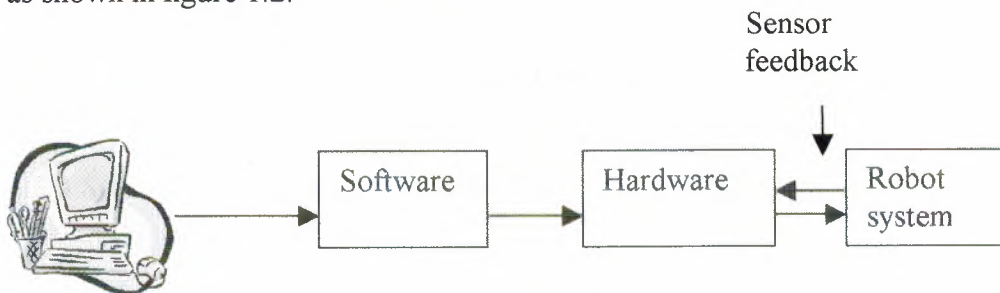 as shown in figure 1.2.
Sensor
feedback
Software
Hardware
Robot
system